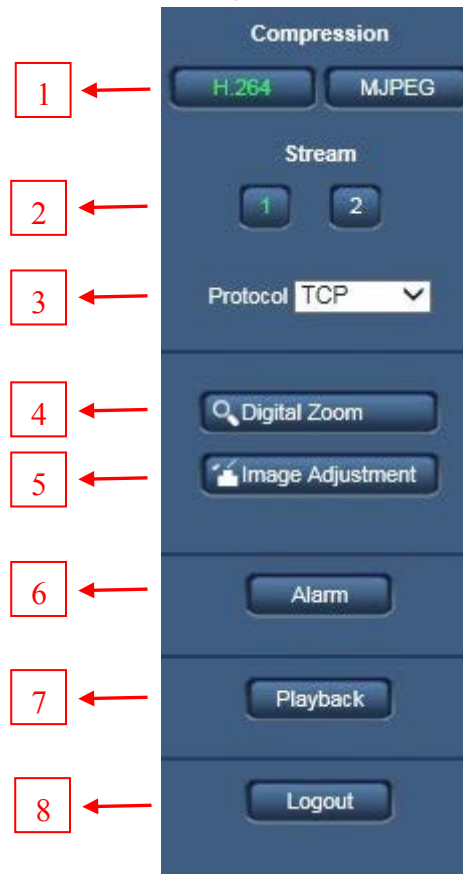 Compression
1 H.264 MJPEG
Stream
2 1 2
3 Protocol TCP
4 Digital Zoom
5 Image Adjustment
6 Alarm
7 Playback
8 Logout